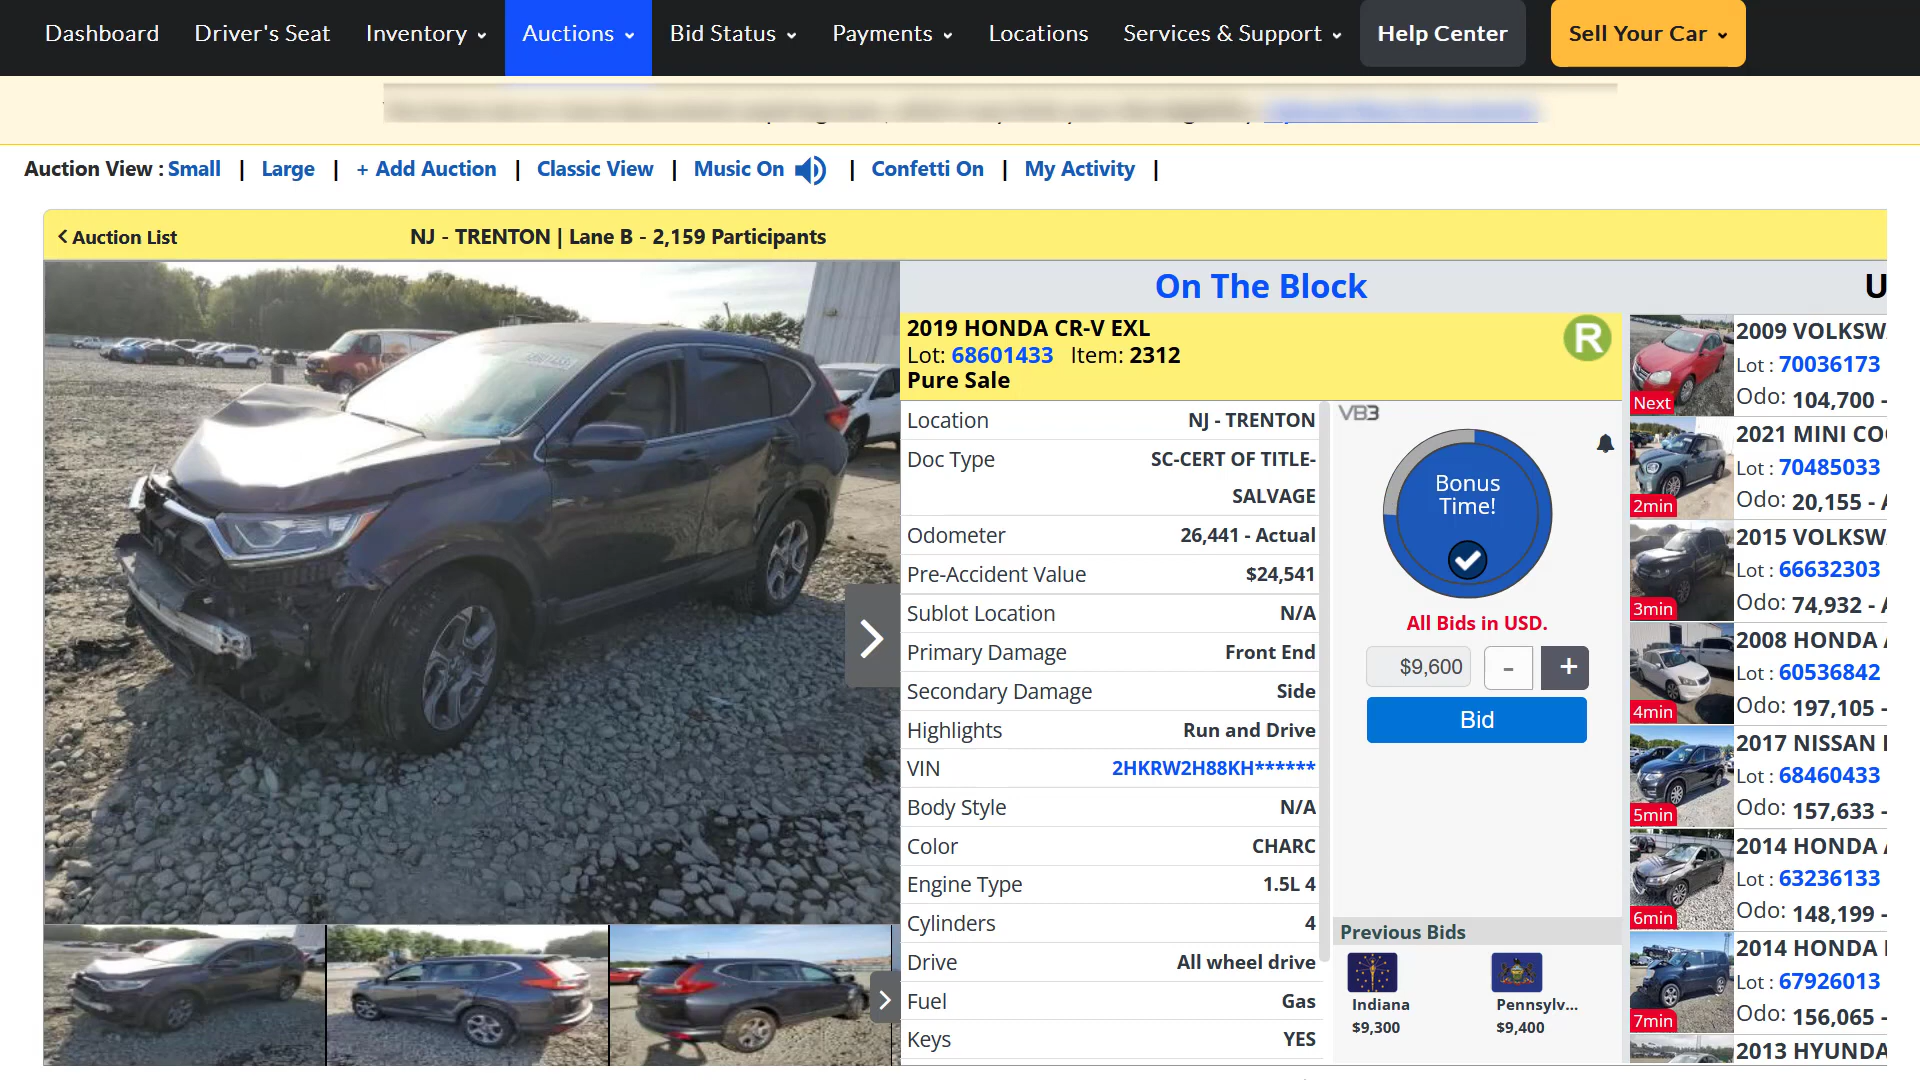 Dashboard Driver's Seat Inventory Auctions Bid Status Payments Locations Services & Support Help Center Sell Your Car
Auction View : Small | Large | + Add Auction | Classic View | Music On | Confetti On | My Activity |
< Auction List NJ - TRENTON | Lane B - 2,159 Participants
On The Block
2019 HONDA CR-V EXL
Lot: 68601433 Item: 2312
Pure Sale
R
Location NJ - TRENTON
Doc Type SC-CERT OF TITLE-
SALVAGE
Odometer 26,441 - Actual
Pre-Accident Value $24,541
Sublot Location N/A
Primary Damage Front End
Secondary Damage Side
Highlights Run and Drive
VIN 2HKRW2H88KH******
Body Style N/A
Color CHARC
Engine Type 1.5L 4
Cylinders 4
Drive All wheel drive
Fuel Gas
Keys YES
VB3
Bonus
Time!
All Bids in USD.
$9,600 - +
Bid
Previous Bids
Indiana
$9,300
Pennsylv...
$9,400
U
2009 VOLKSW
Lot : 70036173
Odo: 104,700 -
Next
2021 MINI CO
Lot : 70485033
Odo: 20,155 - A
2min
2015 VOLKSW
Lot : 66632303
Odo: 74,932 - A
3min
2008 HONDA A
Lot : 60536842
Odo: 197,105 -
4min
2017 NISSAN
Lot : 68460433
Odo: 157,633 -
5min
2014 HONDA A
Lot : 63236133
Odo: 148,199 -
6min
2014 HONDA
Lot : 67926013
Odo: 156,065 -
7min
2013 HYUNDA